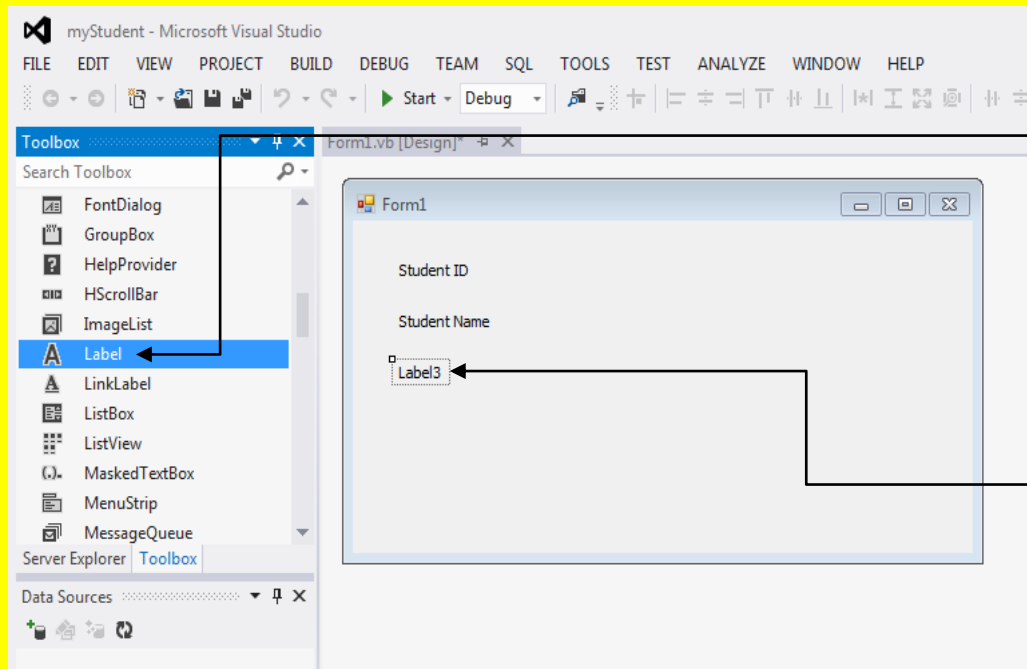 myStudent - Microsoft Visual Studio
FILE EDIT VIEW PROJECT BUILD DEBUG TEAM SQL TOOLS TEST ANALYZE WINDOW HELP
Start Debug
Toolbox
Form1.vb [Design]*
Search Toolbox
FontDialog
GroupBox
HelpProvider
HScrollBar
ImageList
Label
LinkLabel
ListBox
ListView
MaskedTextBox
MenuStrip
MessageQueue
Server Explorer Toolbox
Data Sources
Form1
Student ID
Student Name
Label3